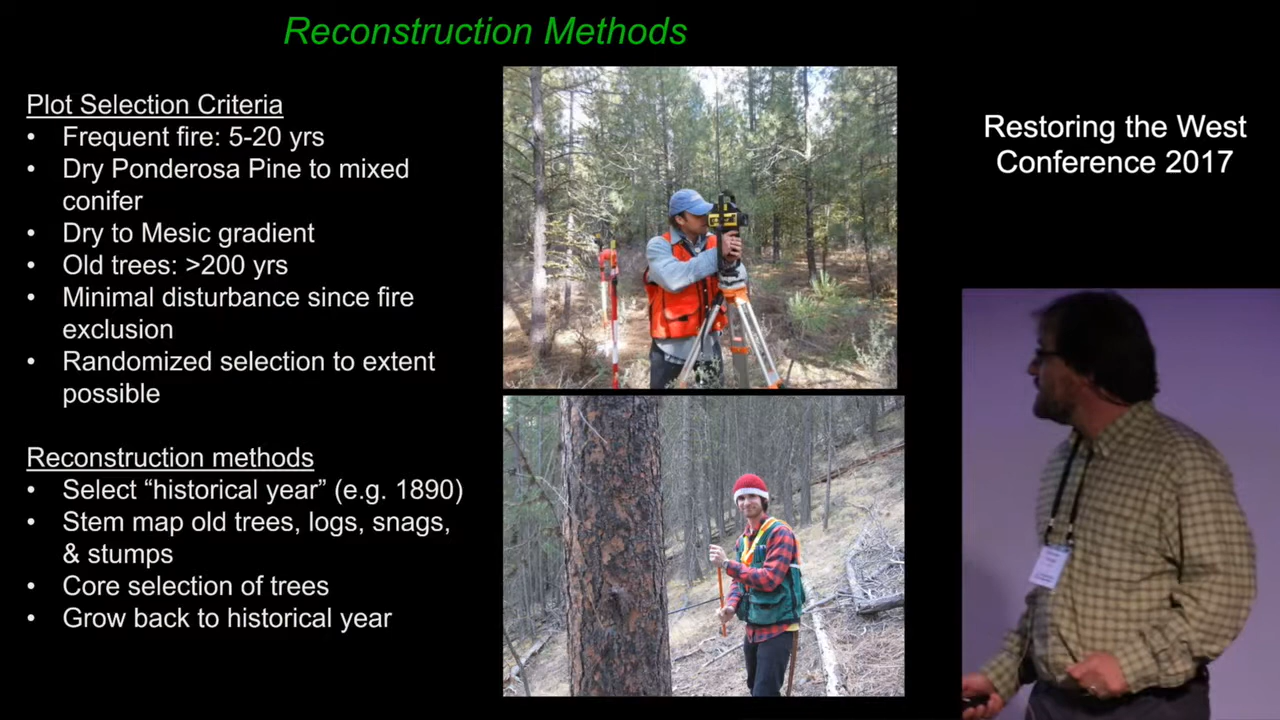 Reconstruction Methods
Plot Selection Criteria
• Frequent fire: 5-20 yrs
• Dry Ponderosa Pine to mixed
conifer
• Dry to Mesic gradient
• Old trees: >200 yrs
• Minimal disturbance since fire
exclusion
• Randomized selection to extent
possible
Reconstruction methods
• Select “historical year” (e.g. 1890)
• Stem map old trees, logs, snags,
& stumps
• Core selection of trees
• Grow back to historical year
Restoring the West
Conference 2017